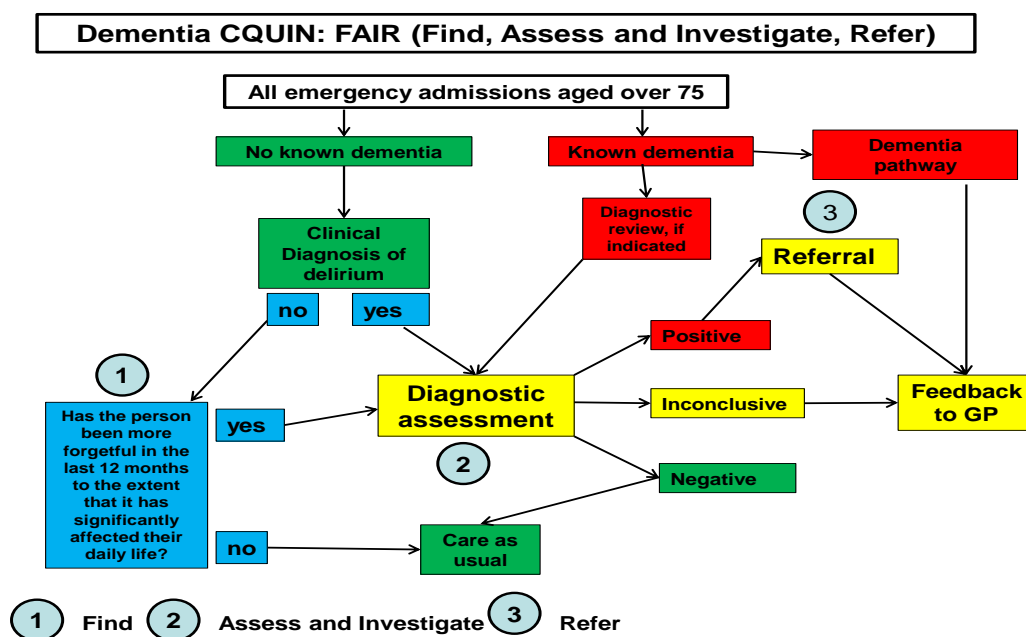 Dementia CQUIN: FAIR (Find, Assess and Investigate, Refer)
All emergency admissions aged over 75
No known dementia
Known dementia
Dementia
pathway
3
Clinical
Diagnosis of
delirium
Diagnostic
review, if
indicated
Referral
no
yes
Positive
1
Has the person
been more
forgetful in the
last 12 months
to the extent
that it has
significantly
affected their
daily life?
yes
Diagnostic
assessment
Inconclusive
Feedback
to GP
2
Negative
no
Care as
usual
1 Find 2 Assess and Investigate 3 Refer